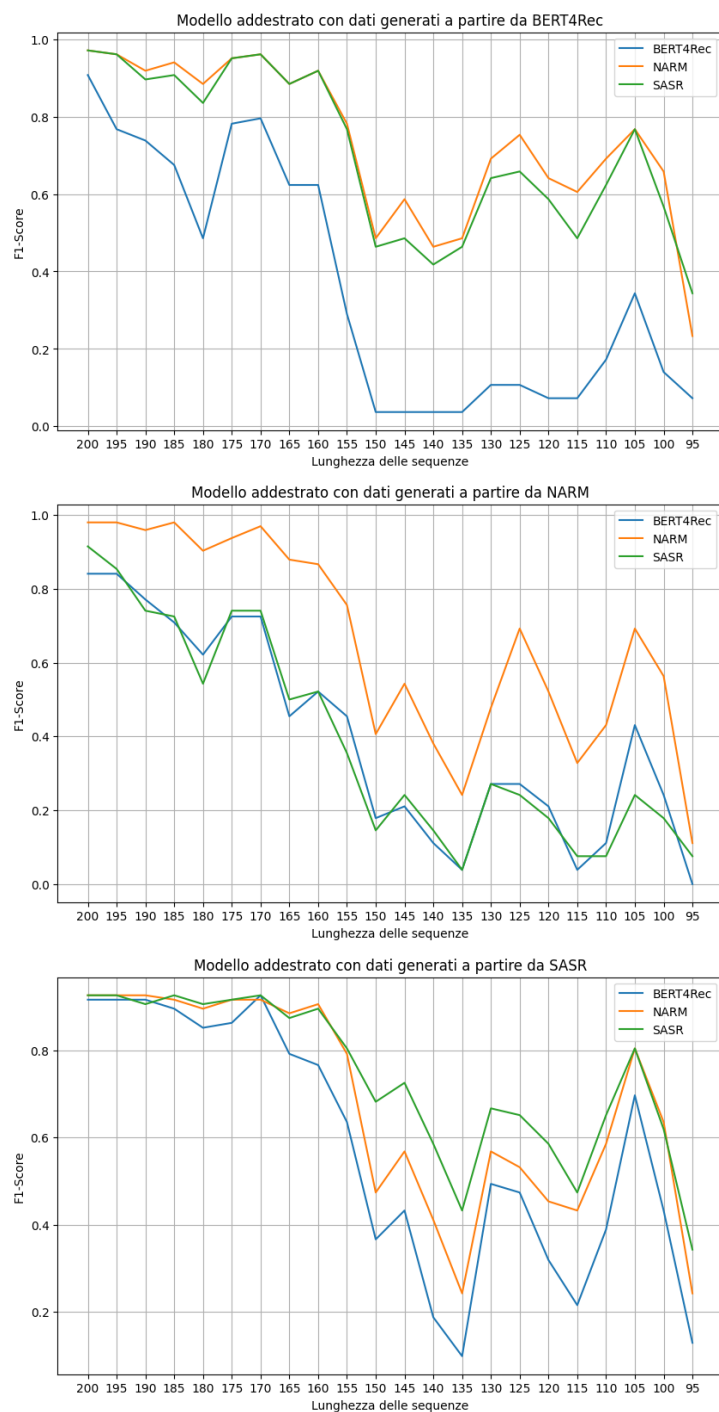 Modello addestrato con dati generati a partire da BERT4Rec
1.0
0.8
0.6
0.4
0.2
0.0
F1-Score
BERT4Rec
NARM
SASR
200 195 190 185 180 175 170 165 160 155 150 145 140 135 130 125 120 115 110 105 100 95
Lunghezza delle sequenze
Modello addestrato con dati generati a partire da NARM
1.0
0.8
0.6
0.4
0.2
0.0
F1-Score
BERT4Rec
NARM
SASR
200 195 190 185 180 175 170 165 160 155 150 145 140 135 130 125 120 115 110 105 100 95
Lunghezza delle sequenze
Modello addestrato con dati generati a partire da SASR
0.8
0.6
0.4
0.2
F1-Score
BERT4Rec
NARM
SASR
200 195 190 185 180 175 170 165 160 155 150 145 140 135 130 125 120 115 110 105 100 95
Lunghezza delle sequenze